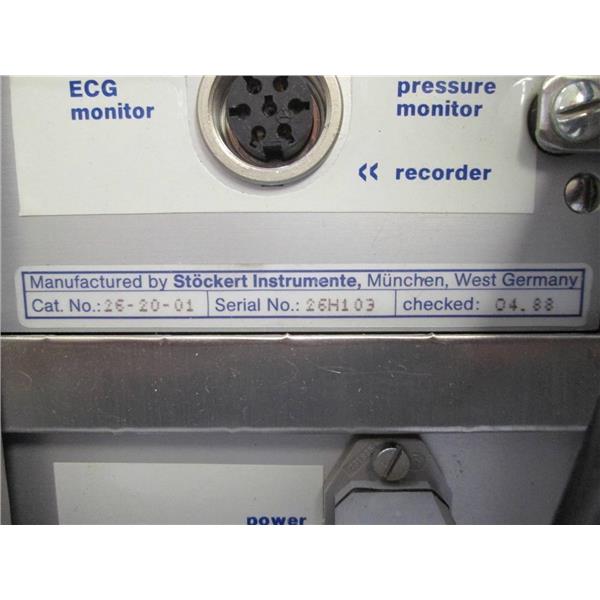 ECG
monitor
pressure
monitor
<< recorder
Manufactured by Stöckert Instrumente, München, West Germany
Cat. No.: 26-20-01 Serial No.: 26H103 checked: 04.88
power